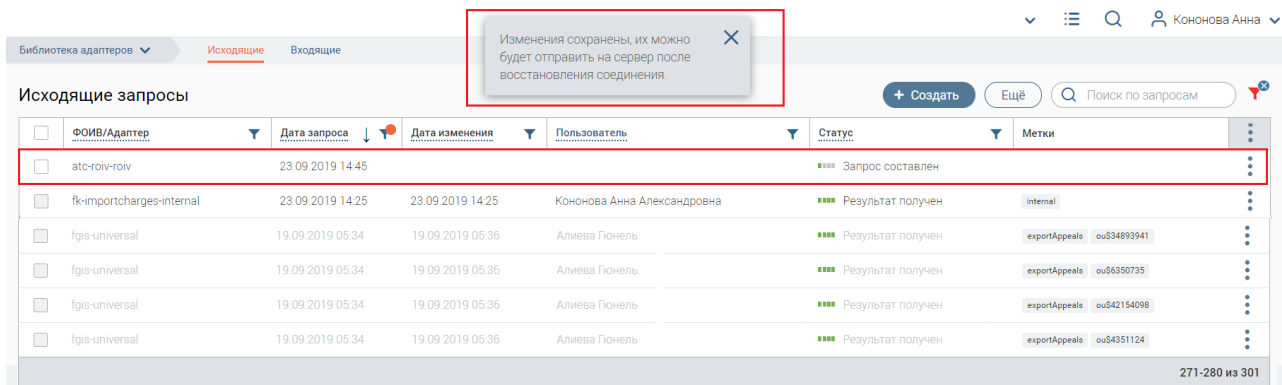 Кононова Анна
Изменения сохранены, их можно
будет отправить на сервер после
восстановления соединения.
Библиотека адаптеров Исходящие Входящие
Исходящие запросы + Создать Ещё Поиск по запросам
ФОИВ/Адаптер Дата запроса Дата изменения Пользователь Статус Метки
atc-roiv-roiv 23.09.2019 14:45 Запрос составлен
fk-importcharges-internal 23.09.2019 14:25 23.09.2019 14:25 Кононова Анна Александровна Результат получен internal
fgis-universal 19.09.2019 05:34 19.09.2019 05:36 Алиева Гюнель Результат получен exportAppeals ou$34893941
fgis-universal 19.09.2019 05:34 19.09.2019 05:36 Алиева Гюнель Результат получен exportAppeals ou$6350735
fgis-universal 19.09.2019 05:34 19.09.2019 05:36 Алиева Гюнель Результат получен exportAppeals ou$42154098
fgis-universal 19.09.2019 05:34 19.09.2019 05:36 Алиева Гюнель Результат получен exportAppeals ou$4351124
271-280 из 301